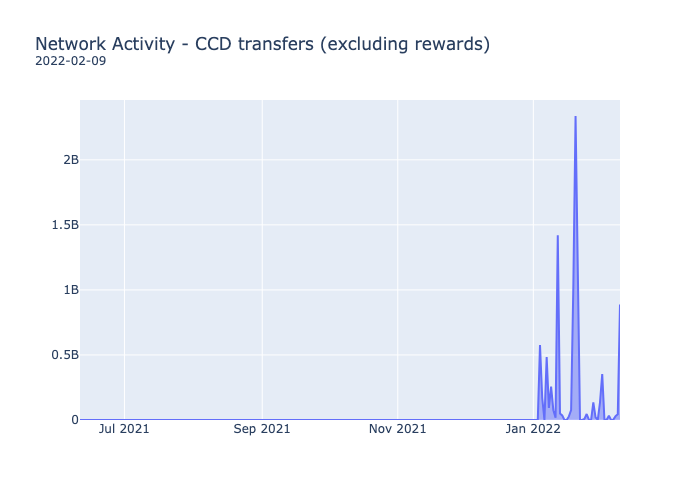 Network Activity - CCD transfers (excluding rewards)
2022-02-09
2B
1.5B
1B
0.5B
0
Jul 2021 Sep 2021 Nov 2021 Jan 2022